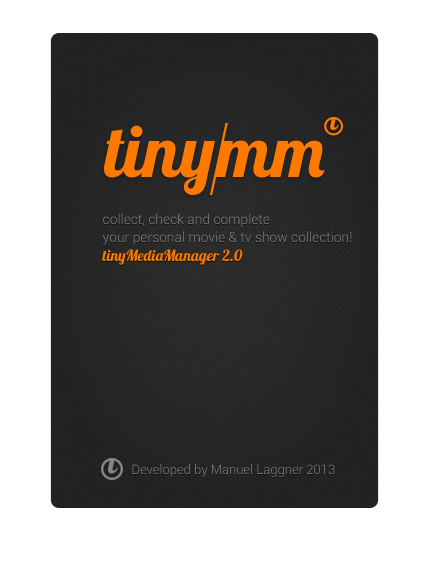 tiny|mm t
collect, check and complete
your personal movie & tv show collection!
tinyMediaManager 2.0
t Developed by Manuel Laggner 2013